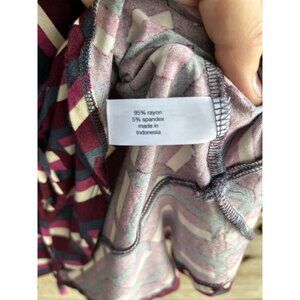 95% rayon
5% spandex
made in
Indonesia